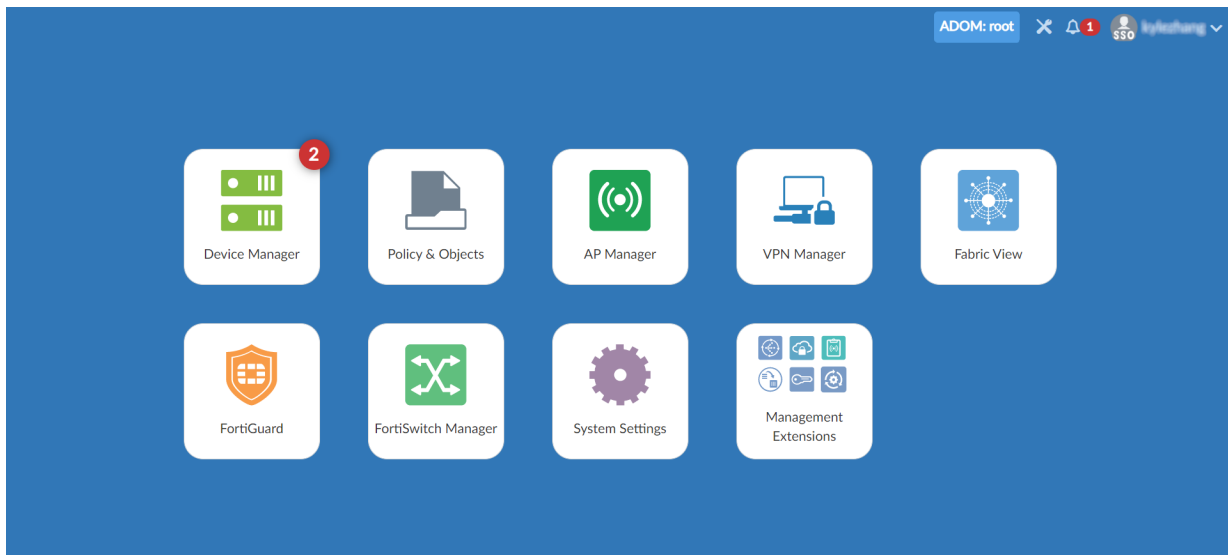 ADOM: root
1
SSO
2
Device Manager
Policy & Objects
AP Manager
VPN Manager
Fabric View
FortiGuard
FortiSwitch Manager
System Settings
Management
Extensions